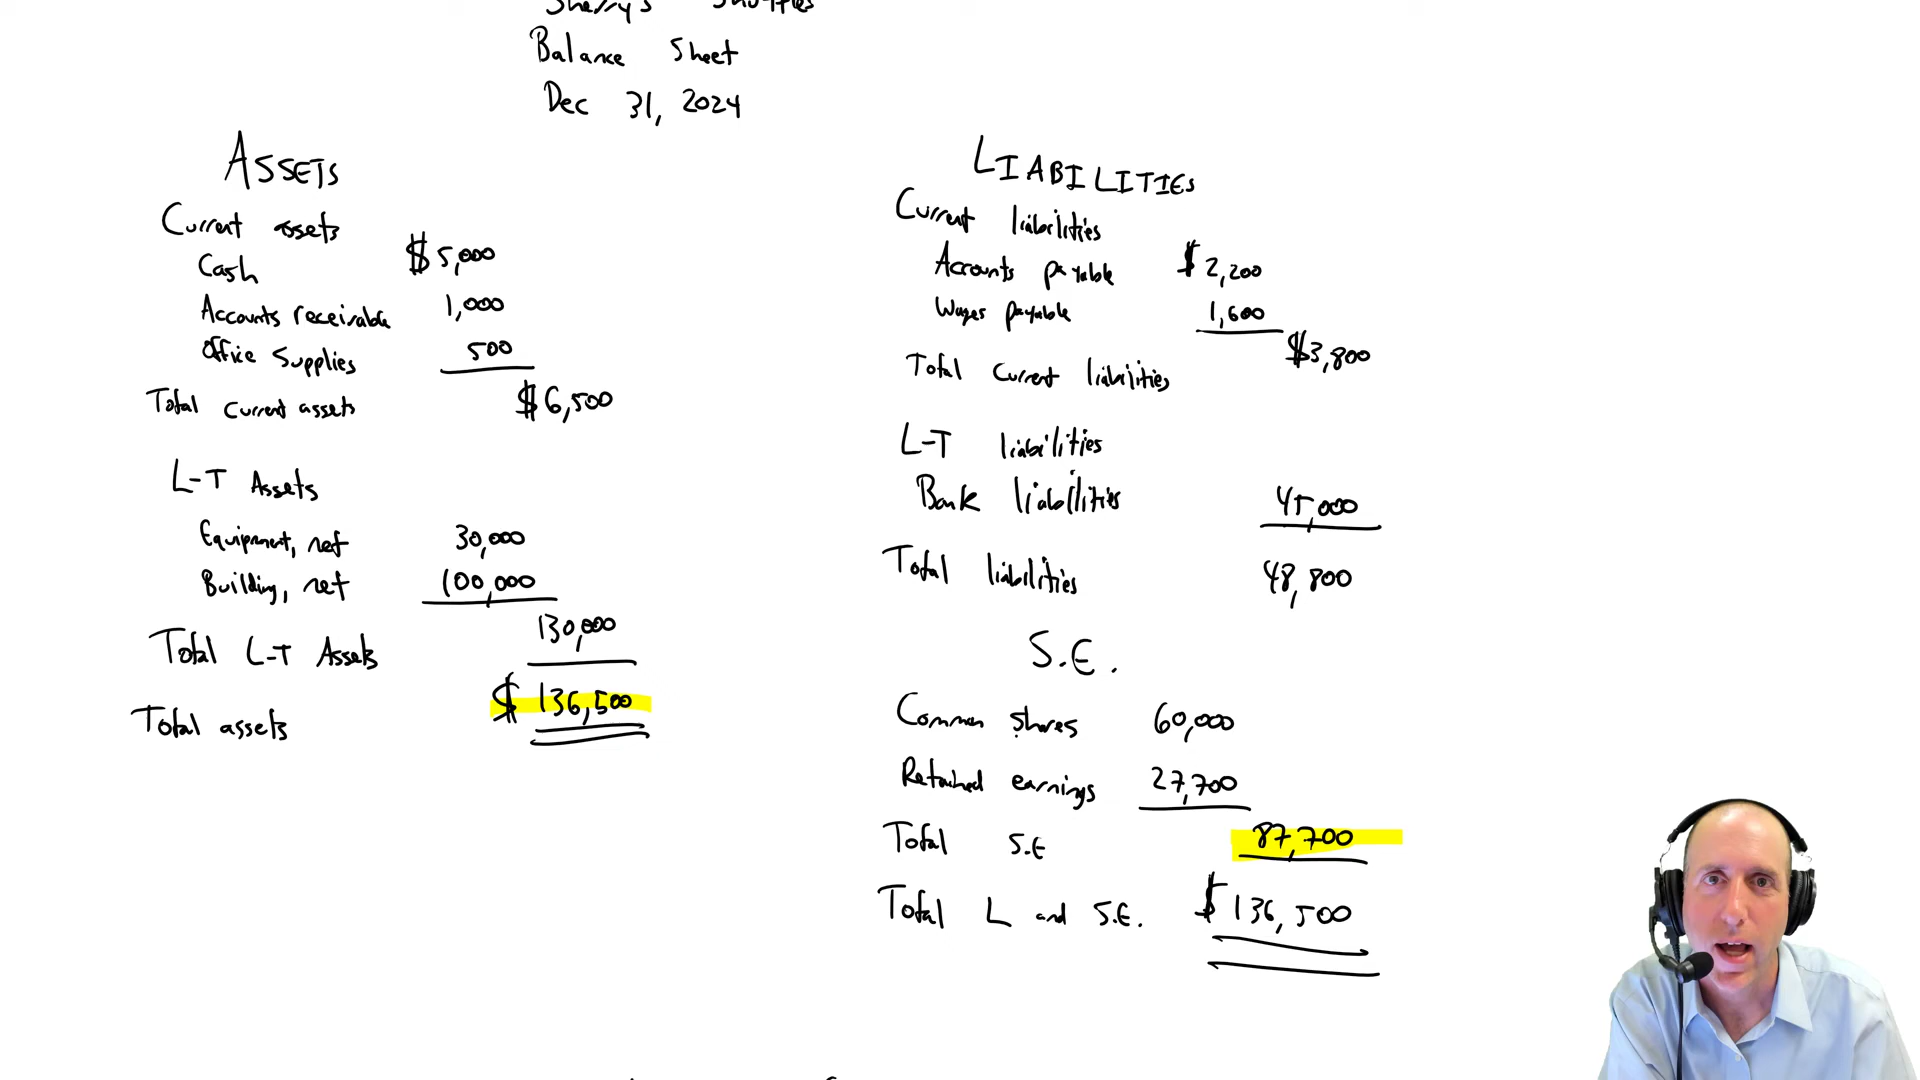 Balance Sheet
Dec 31, 2024
ASSETS
Current assets
Cash $5,000
Accounts receivable 1,000
Office Supplies 500
Total current assets $6,500
L-T Assets
Equipment, net 30,000
Building, net 100,000
Total L-T Assets 130,000
Total assets $136,500
LIABILITIES
Current liabilities
Accounts payable $2,200
Wages payable 1,600
Total current liabilities $3,800
L-T liabilities
Bank liabilities 45,000
Total liabilities 48,800
S.E.
Common shares 60,000
Retained earnings 27,700
Total S.E 87,700
Total L and S.E. $136,500